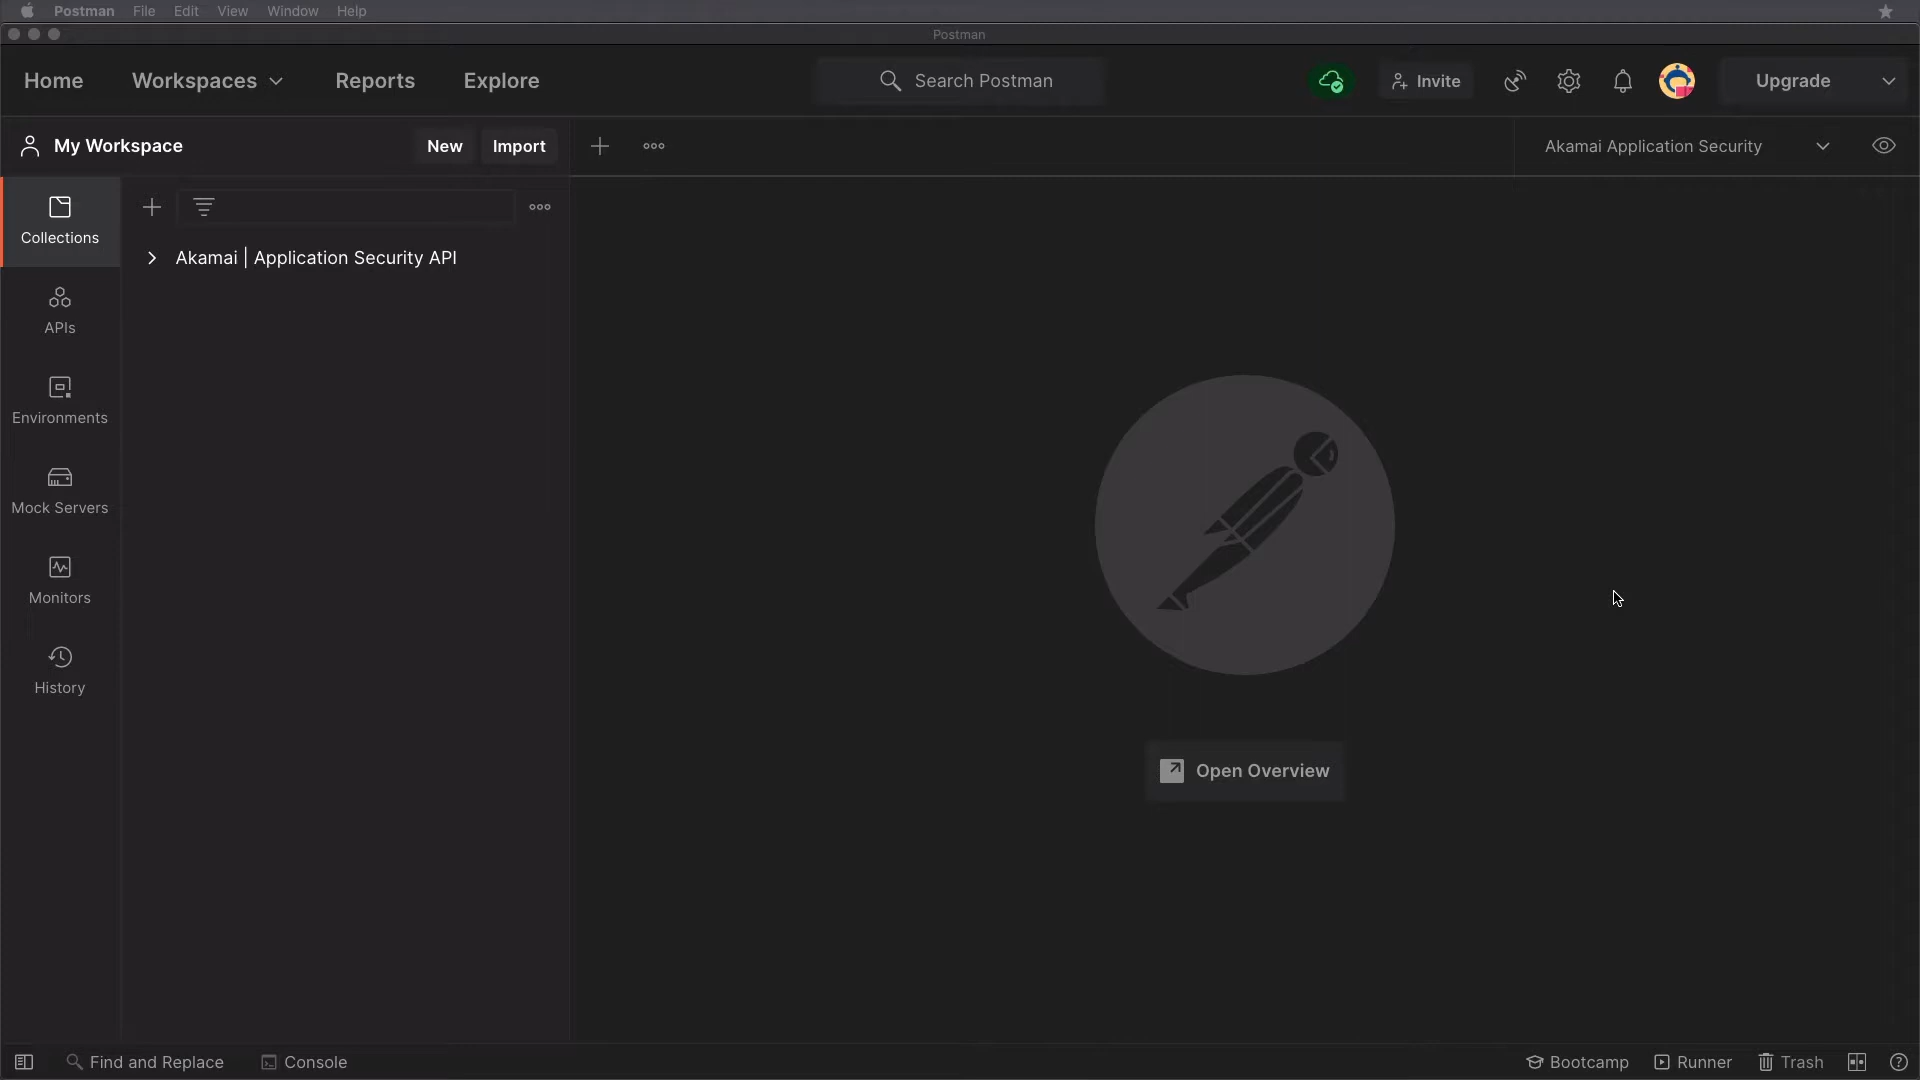 Postman File Edit View Window Help
Postman
Home Workspaces Reports Explore Search Postman Invite Upgrade
My Workspace New Import Akamai Application Security
Collections
Akamai | Application Security API
APIs
Environments
Mock Servers
Monitors
History
Open Overview
Find and Replace Console Bootcamp Runner Trash